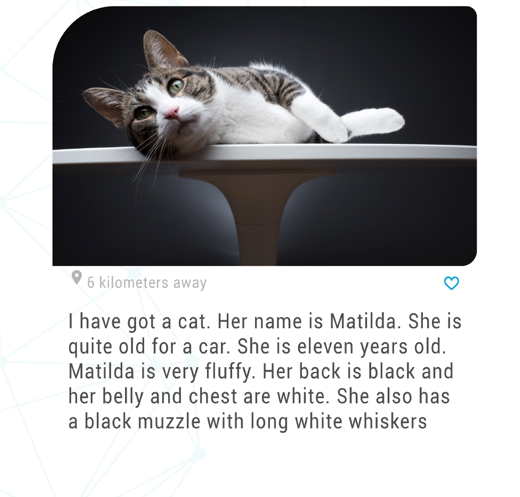 6 kilometers away
I have got a cat. Her name is Matilda. She is
quite old for a car. She is eleven years old.
Matilda is very fluffy. Her back is black and
her belly and chest are white. She also has
a black muzzle with long white whiskers